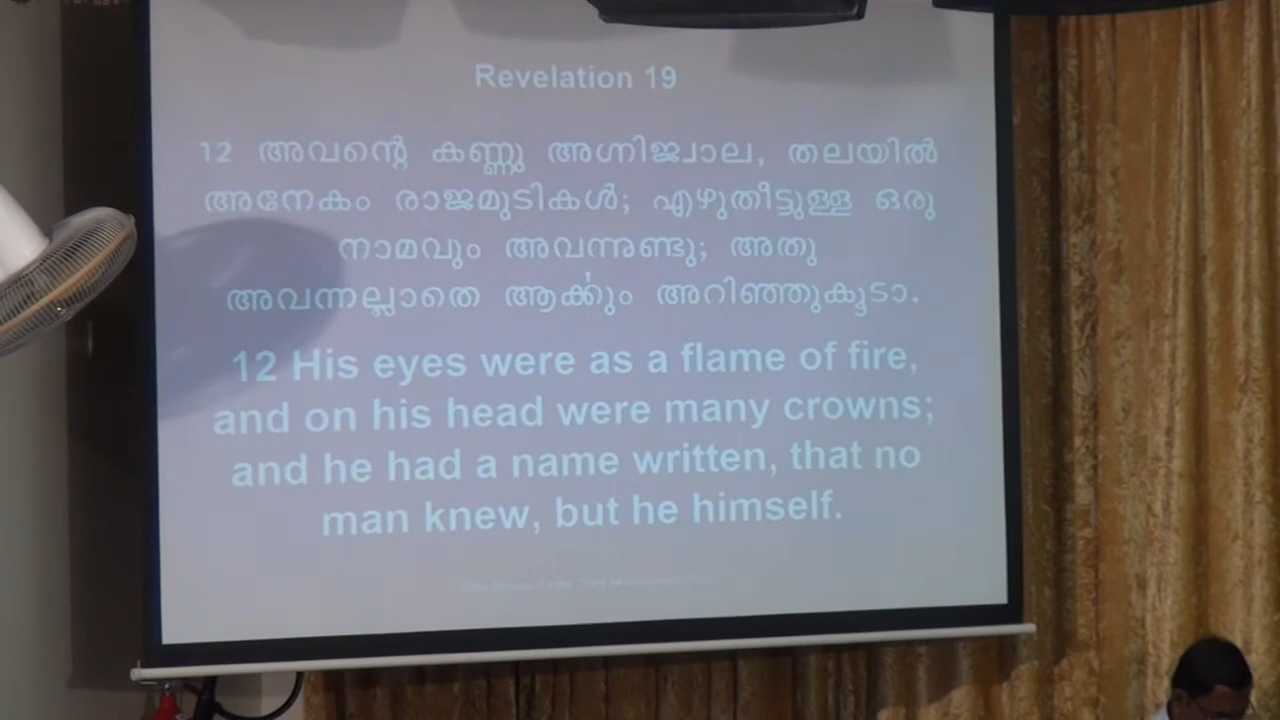 Revelation 19
12 അവന്റെ കണ്ണു അഗ്നിജ്വാല, തലയിൽ
അനേകം രാജമുടികൾ; എഴുതീട്ടുള്ള ഒരു
നാമവും അവന്നുണ്ടു; അതു
അവന്നല്ലാതെ ആൎക്കും അറിഞ്ഞുകൂടാ.
12 His eyes were as a flame of fire,
and on his head were many crowns;
and he had a name written, that no
man knew, but he himself.